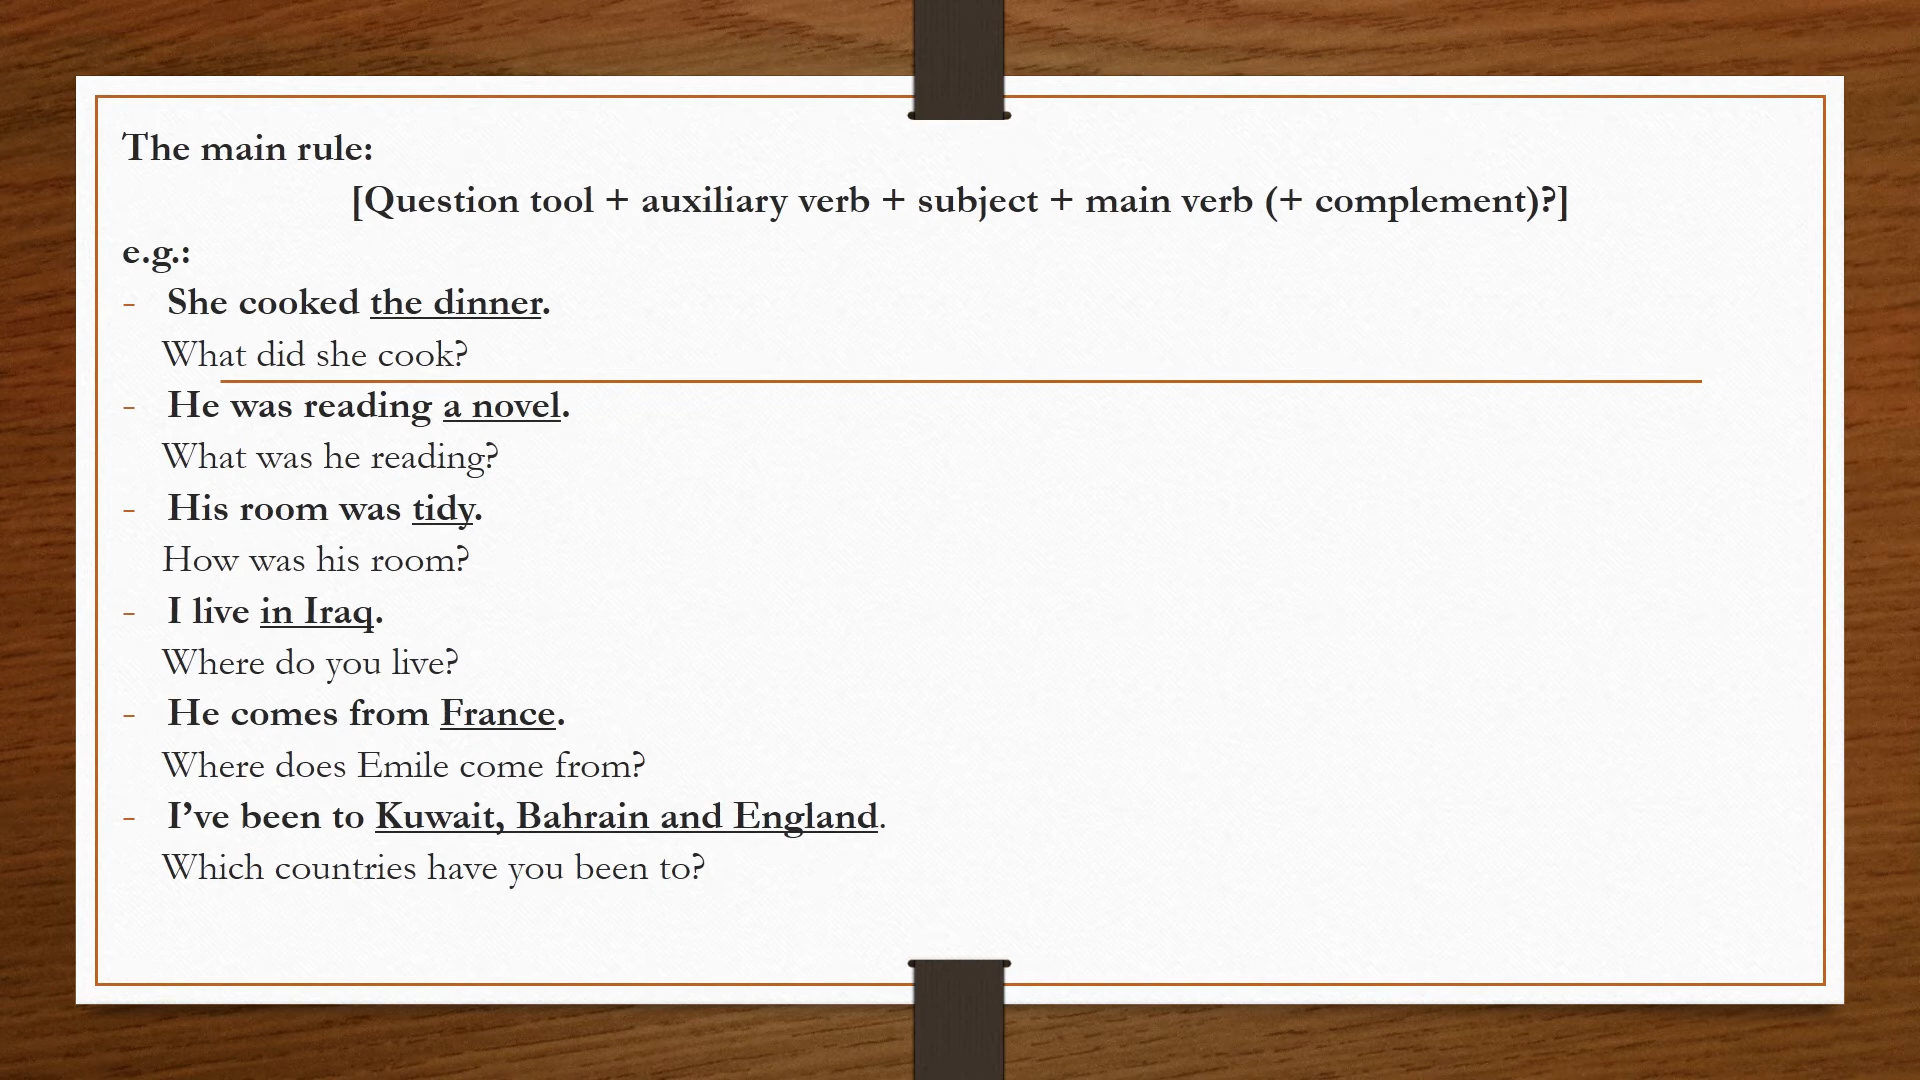 The main rule:
[Question tool + auxiliary verb + subject + main verb (+ complement)?]
e.g.:
- She cooked the dinner.
What did she cook?
- He was reading a novel.
What was he reading?
- His room was tidy.
How was his room?
- I live in Iraq.
Where do you live?
- He comes from France.
Where does Emile come from?
- I’ve been to Kuwait, Bahrain and England.
Which countries have you been to?